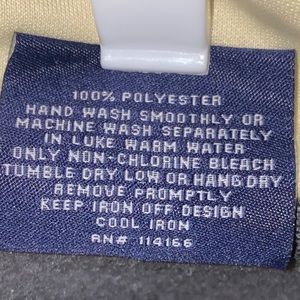 100% POLYESTER
HAND WASH SMOOTHLY OR
MACHINE WASH SEPARATELY
IN LUKE WARM WATER
ONLY NON-CHLORINE BLEACH
TUMBLE DRY LOW OR HANG DRY
REMOVE PROMPTLY
KEEP IRON OFF DESIGN
COOL IRON
RN# 114166